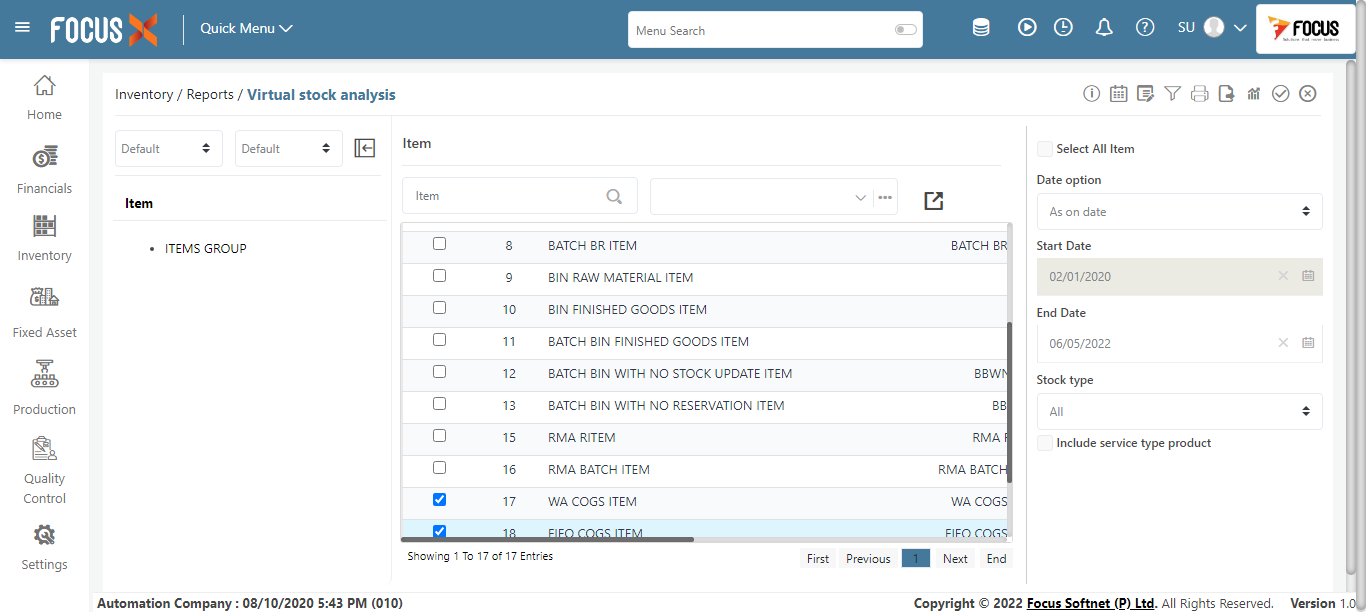 FOCUS X
Quick Menu
Menu Search
SU
FOCUS
Home
Financials
Inventory
Fixed Asset
Production
Quality
Control
Settings
Inventory / Reports / Virtual stock analysis
Default
Default
Item
ITEMS GROUP
Item
Item
8 BATCH BR ITEM BATCH BR
9 BIN RAW MATERIAL ITEM
10 BIN FINISHED GOODS ITEM
11 BATCH BIN FINISHED GOODS ITEM
12 BATCH BIN WITH NO STOCK UPDATE ITEM BBWN
13 BATCH BIN WITH NO RESERVATION ITEM BB
15 RMA RITEM RMA R
16 RMA BATCH ITEM RMA BATCH
17 WA COGS ITEM WA COGS
18 FIFO COGS ITEM FIFO COGS
Showing 1 To 17 of 17 Entries
First Previous 1 Next End
Select All Item
Date option
As on date
Start Date
02/01/2020
End Date
06/05/2022
Stock type
All
Include service type product
Automation Company : 08/10/2020 5:43 PM (010)
Copyright © 2022 Focus Softnet (P) Ltd. All Rights Reserved. Version 1.0